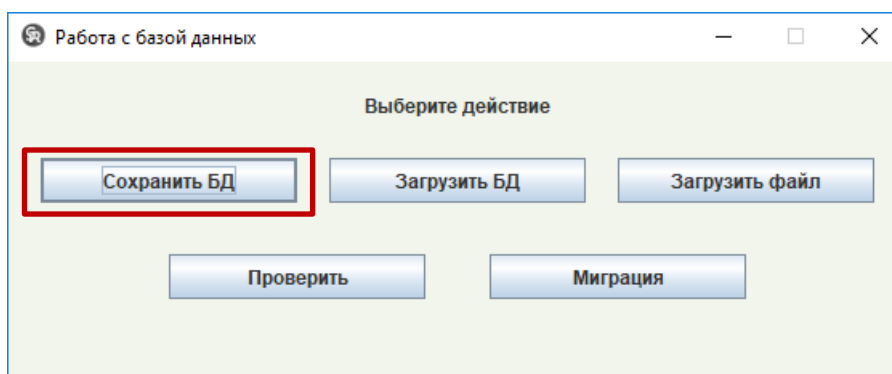 Работа с базой данных
Выберите действие
Сохранить БД Загрузить БД Загрузить файл
Проверить Миграция